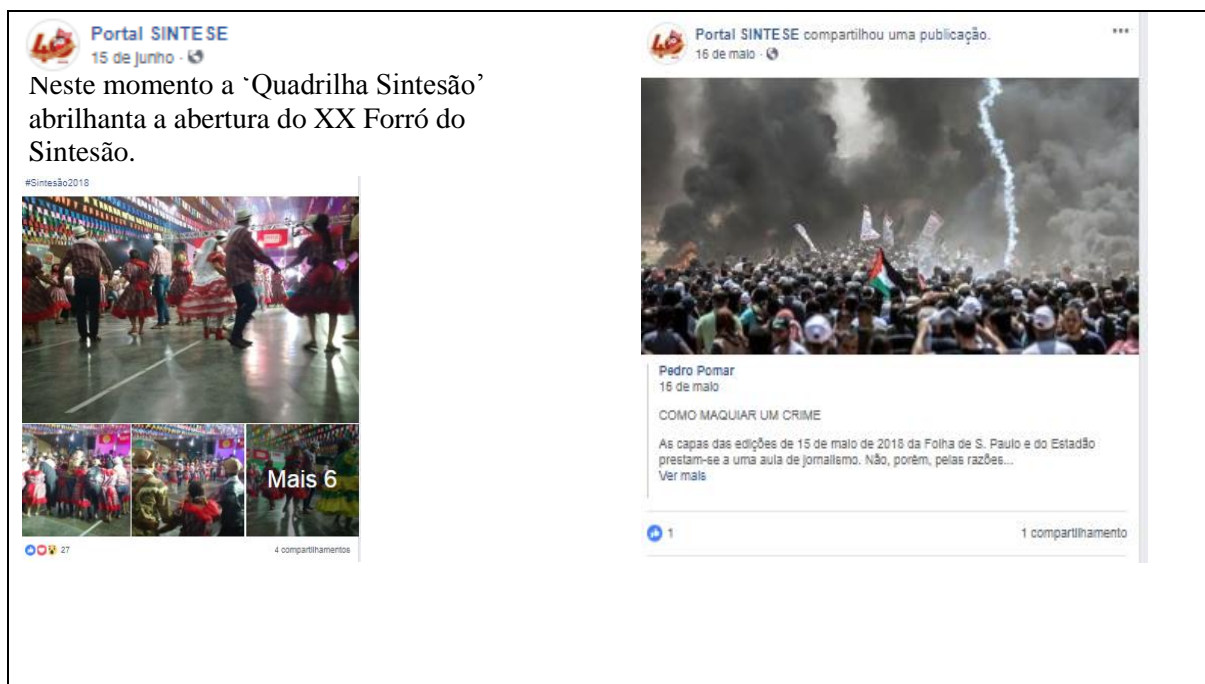 40
Portal SINTESE
15 de junho
Neste momento a `Quadrilha Sintesão’
abrilhanta a abertura do XX Forró do
Sintesão.
#Sintesão2018
Mais 6
27
4 compartilhamentos
40
Portal SINTESE compartilhou uma publicação.
16 de maio
Pedro Pomar
16 de maio
COMO MAQUIAR UM CRIME
As capas das edições de 15 de maio de 2018 da Folha de S. Paulo e do Estadão
prestam-se a uma aula de jornalismo. Não, porém, pelas razões...
Ver mais
1
1 compartilhamento